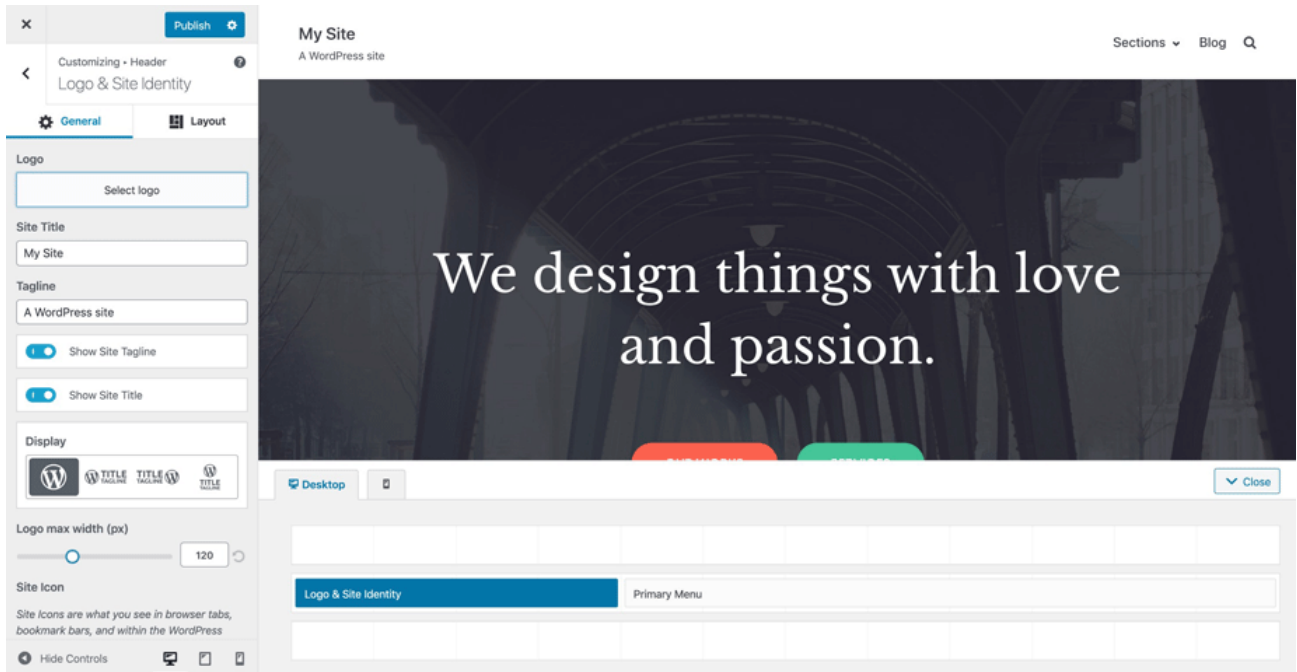 Publish
Customizing • Header
Logo & Site Identity
General
Layout
Logo
Select logo
Site Title
My Site
Tagline
A WordPress site
Show Site Tagline
Show Site Title
Display
TITLE TAGLINE
TITLE TAGLINE
TITLE TAGLINE
Logo max width (px)
120
Site Icon
Site Icons are what you see in browser tabs,
bookmark bars, and within the WordPress
Hide Controls
My Site
A WordPress site
Sections
Blog
We design things with love
and passion.
OUR WORKS
SERVICES
Desktop
Close
Logo & Site Identity
Primary Menu